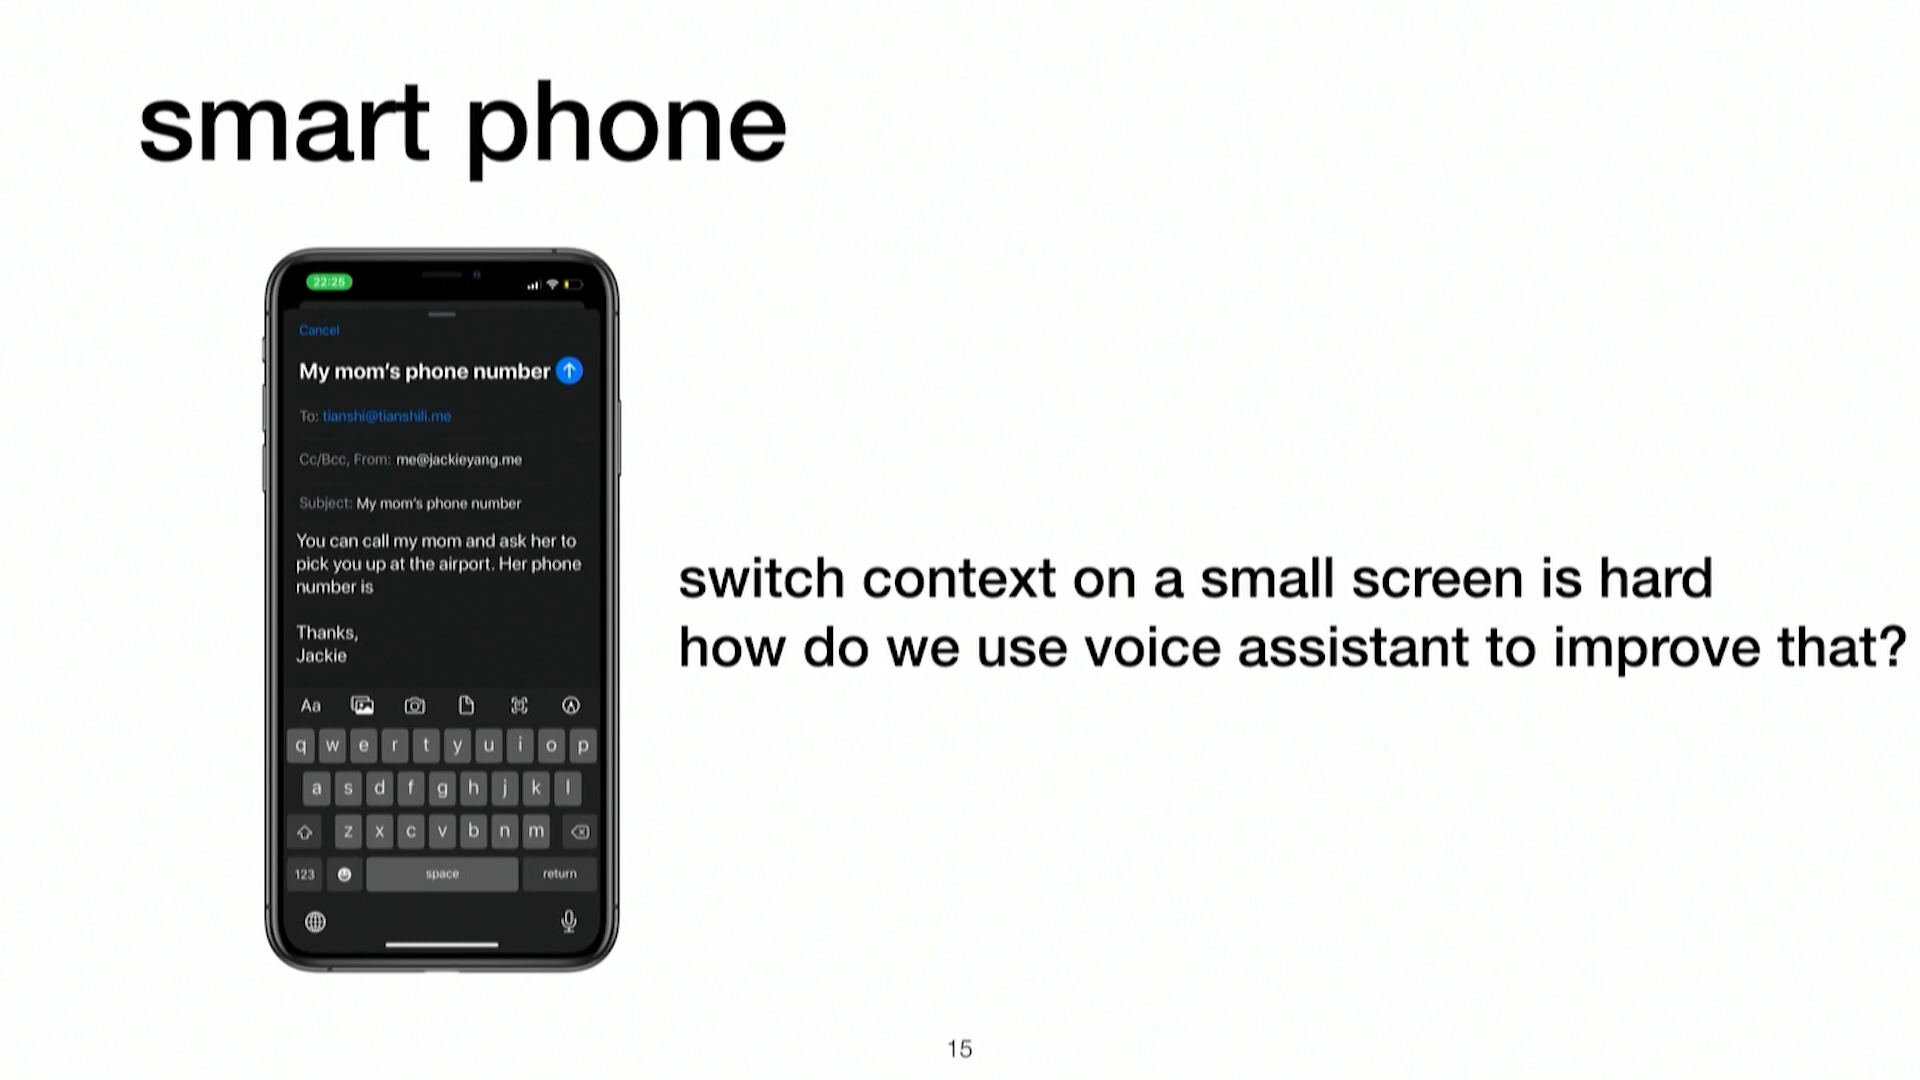 smart phone
22:25
Cancel
My mom's phone number
To: tianshi@tianshili.me
Cc/Bcc, From: me@jackieyang.me
Subject: My mom's phone number
You can call my mom and ask her to
pick you up at the airport. Her phone
number is
Thanks,
Jackie
Aa
q w e r t y u i o p
a s d f g h j k l
z x c v b n m
123 space return
switch context on a small screen is hard
how do we use voice assistant to improve that?
15